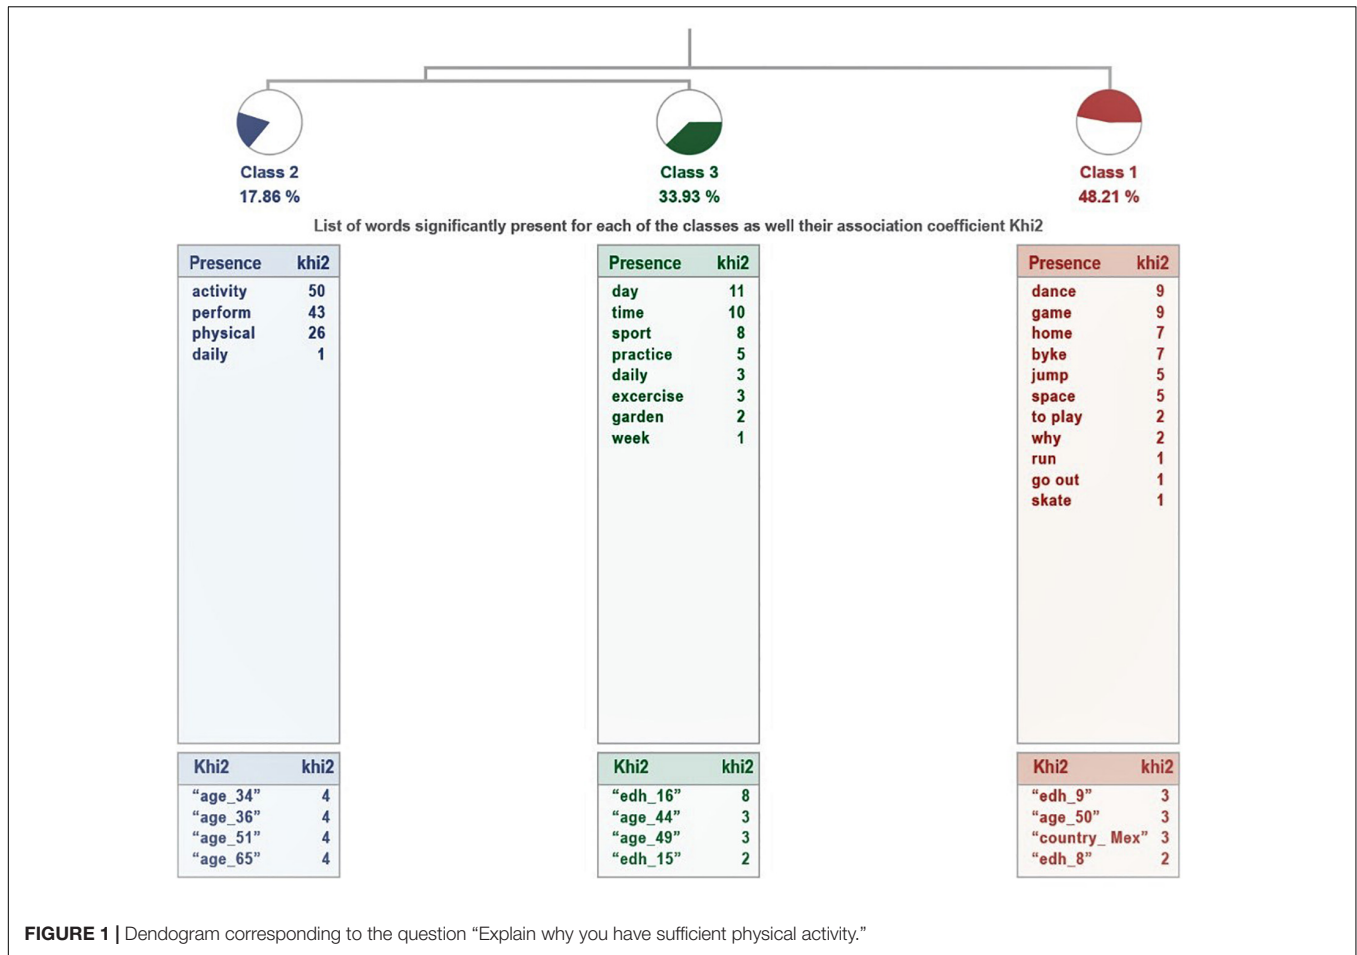 Class 2
17.86 %
Class 3
33.93 %
Class 1
48.21 %
List of words significantly present for each of the classes as well their association coefficient Khi2
Presence khi2
activity 50
perform 43
physical 26
daily 1
Khi2 khi2
“age_34” 4
“age_36” 4
“age_51” 4
“age_65” 4
Presence khi2
day 11
time 10
sport 8
practice 5
daily 3
excercise 3
garden 2
week 1
Khi2 khi2
“edh_16” 8
“age_44” 3
“age_49” 3
“edh_15” 2
Presence khi2
dance 9
game 9
home 7
byke 7
jump 5
space 5
to play 2
why 2
run 1
go out 1
skate 1
Khi2 khi2
“edh_9” 3
“age_50” 3
“country_ Mex” 3
“edh_8” 2
FIGURE 1 | Dendogram corresponding to the question “Explain why you have sufficient physical activity.”